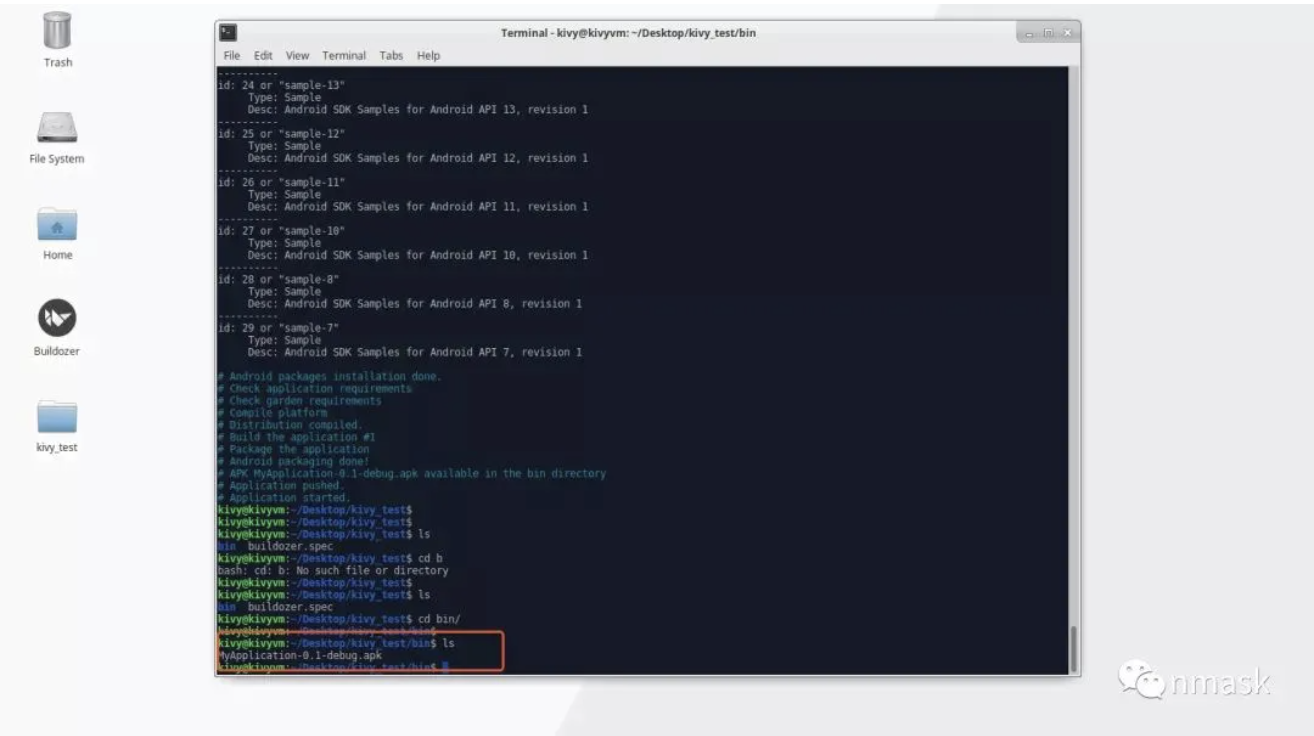 Trash
File System
Home
Buildozer
kivy_test
Terminal - kivy@kivyvm: ~/Desktop/kivy_test/bin
File Edit View Terminal Tabs Help
----------
id: 24 or "sample-13"
Type: Sample
Desc: Android SDK Samples for Android API 13, revision 1
----------
id: 25 or "sample-12"
Type: Sample
Desc: Android SDK Samples for Android API 12, revision 1
----------
id: 26 or "sample-11"
Type: Sample
Desc: Android SDK Samples for Android API 11, revision 1
----------
id: 27 or "sample-10"
Type: Sample
Desc: Android SDK Samples for Android API 10, revision 1
----------
id: 28 or "sample-8"
Type: Sample
Desc: Android SDK Samples for Android API 8, revision 1
----------
id: 29 or "sample-7"
Type: Sample
Desc: Android SDK Samples for Android API 7, revision 1
# Android packages installation done.
# Check application requirements
# Check garden requirements
# Compile platform
# Distribution compiled.
# Build the application #1
# Package the application
# Android packaging done!
# APK MyApplication-0.1-debug.apk available in the bin directory
# Application pushed.
# Application started.
kivy@kivyvm:~/Desktop/kivy_test$
kivy@kivyvm:~/Desktop/kivy_test$
kivy@kivyvm:~/Desktop/kivy_test$ ls
bin buildozer.spec
kivy@kivyvm:~/Desktop/kivy_test$ cd b
bash: cd: b: No such file or directory
kivy@kivyvm:~/Desktop/kivy_test$
kivy@kivyvm:~/Desktop/kivy_test$ ls
bin buildozer.spec
kivy@kivyvm:~/Desktop/kivy_test$ cd bin/
kivy@kivyvm:~/Desktop/kivy_test/bin$
kivy@kivyvm:~/Desktop/kivy_test/bin$ ls
MyApplication-0.1-debug.apk
kivy@kivyvm:~/Desktop/kivy_test/bin$
nmask